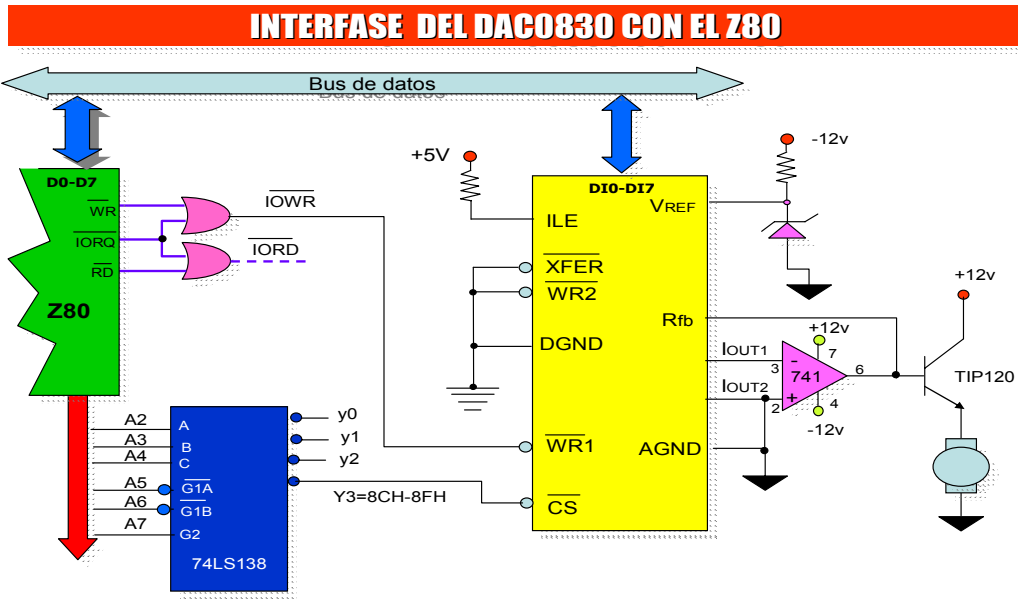 INTERFASE DEL DAC0830 CON EL Z80
Bus de datos
+5V
-12v
D0-D7
WR
IORQ
RD
Z80
IOWR
IORD
DI0-DI7
VREF
ILE
XFER
WR2
DGND
Rfb
IOUT1
IOUT2
AGND
WR1
CS
+12v
7
3
-
741
6
+
2
4
-12v
+12v
TIP120
A2
A3
A4
A5
A6
A7
A
B
C
G1A
G1B
G2
74LS138
y0
y1
y2
Y3=8CH-8FH